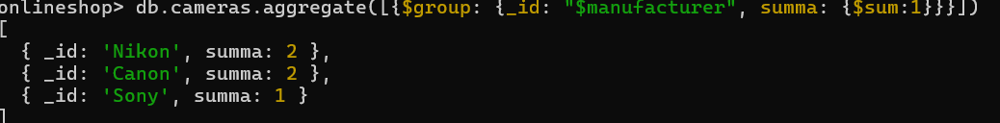 onlineshop> db.cameras.aggregate([{$group: {_id: "$manufacturer", summa: {$sum:1}}}])
[
  { _id: 'Nikon', summa: 2 },
  { _id: 'Canon', summa: 2 },
  { _id: 'Sony', summa: 1 }
]